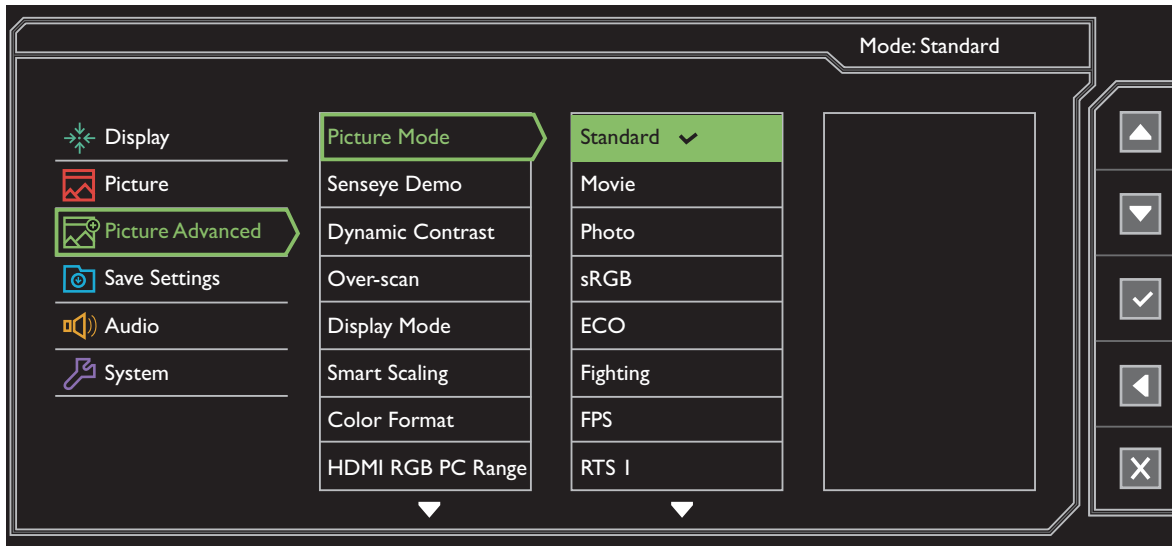 Mode: Standard
Display
Picture
Picture Advanced
Save Settings
Audio
System
Picture Mode
Senseye Demo
Dynamic Contrast
Over-scan
Display Mode
Smart Scaling
Color Format
HDMI RGB PC Range
Standard
Movie
Photo
sRGB
ECO
Fighting
FPS
RTS 1